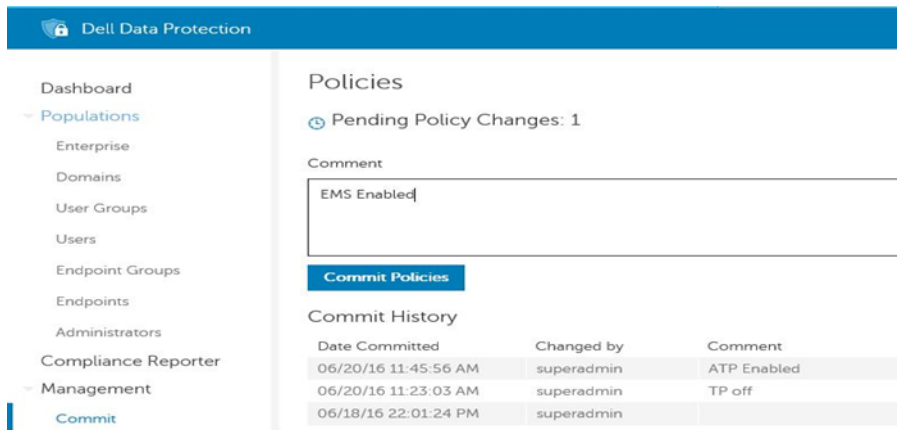 Dell Data Protection
Dashboard
Populations
Enterprise
Domains
User Groups
Users
Endpoint Groups
Endpoints
Administrators
Compliance Reporter
Management
Commit
Policies
Pending Policy Changes: 1
Comment
EMS Enabled
Commit Policies
Commit History
Date Committed Changed by Comment
06/20/16 11:45:56 AM superadmin ATP Enabled
06/20/16 11:23:03 AM superadmin TP off
06/18/16 22:01:24 PM superadmin